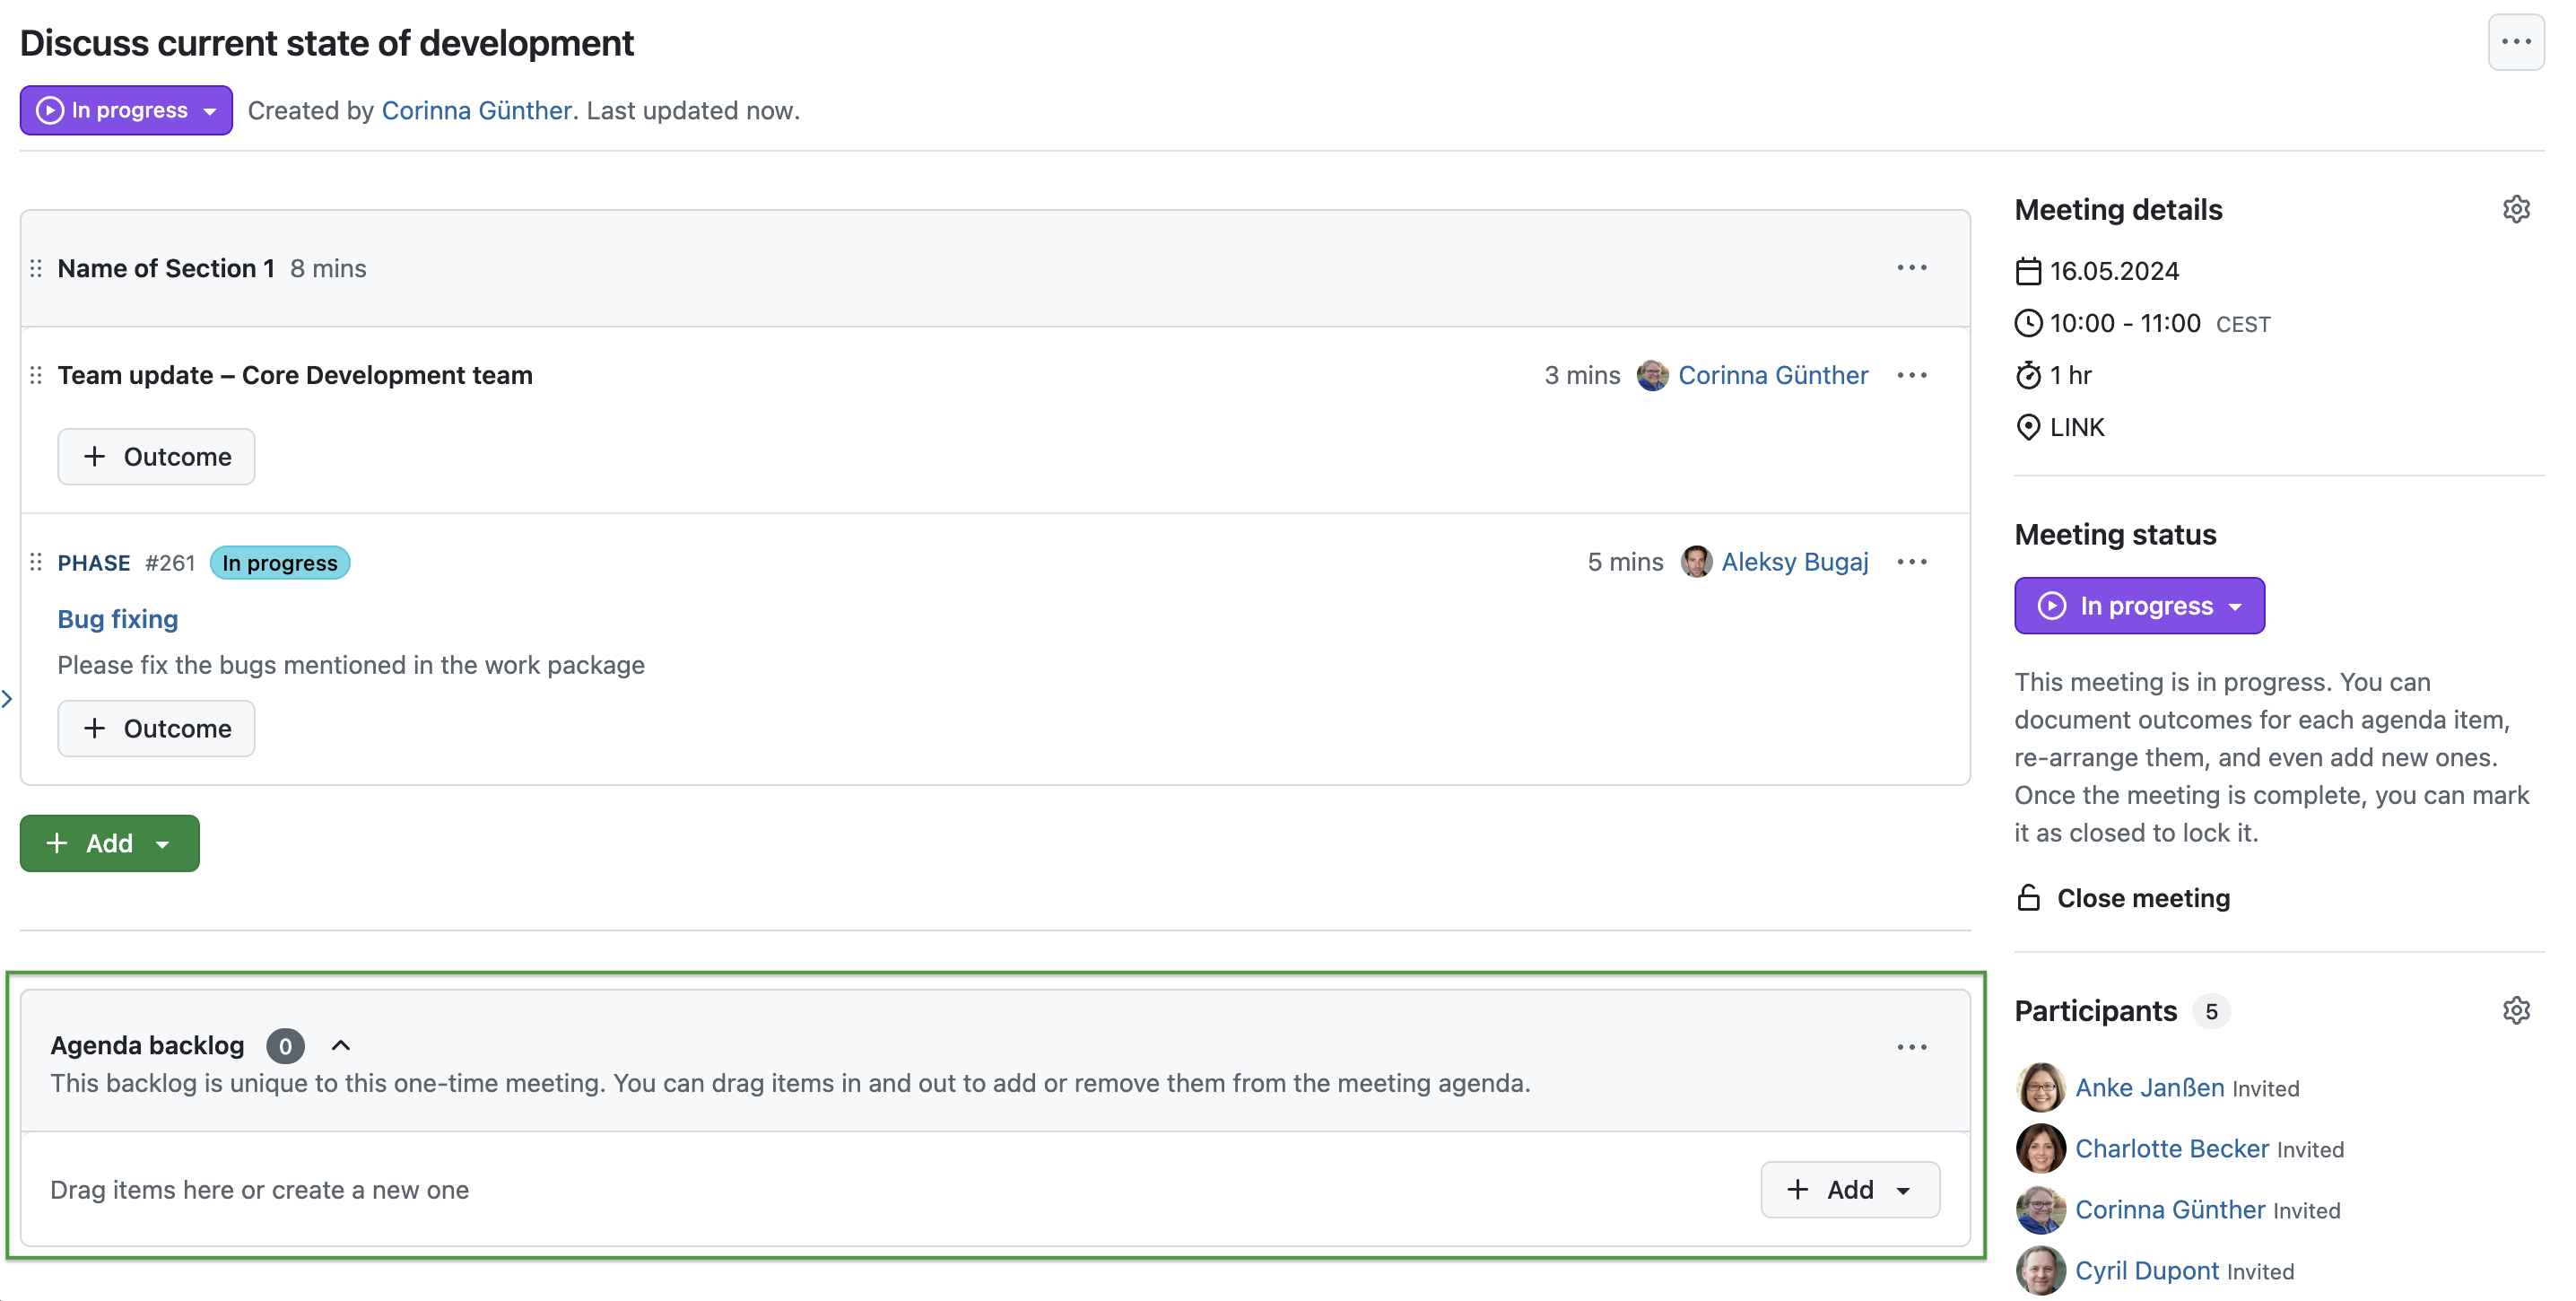 Discuss current state of development
In progress Created by Corinna Günther. Last updated now.
Name of Section 1 8 mins
Team update – Core Development team 3 mins Corinna Günther
+ Outcome
PHASE #261 In progress 5 mins Aleksy Bugaj
Bug fixing
Please fix the bugs mentioned in the work package
+ Outcome
+ Add
Agenda backlog 0
This backlog is unique to this one-time meeting. You can drag items in and out to add or remove them from the meeting agenda.
Drag items here or create a new one + Add
Meeting details
16.05.2024
10:00 - 11:00 CEST
1 hr
LINK
Meeting status
In progress
This meeting is in progress. You can
document outcomes for each agenda item,
re-arrange them, and even add new ones.
Once the meeting is complete, you can mark
it as closed to lock it.
Close meeting
Participants 5
Anke Janßen Invited
Charlotte Becker Invited
Corinna Günther Invited
Cyril Dupont Invited